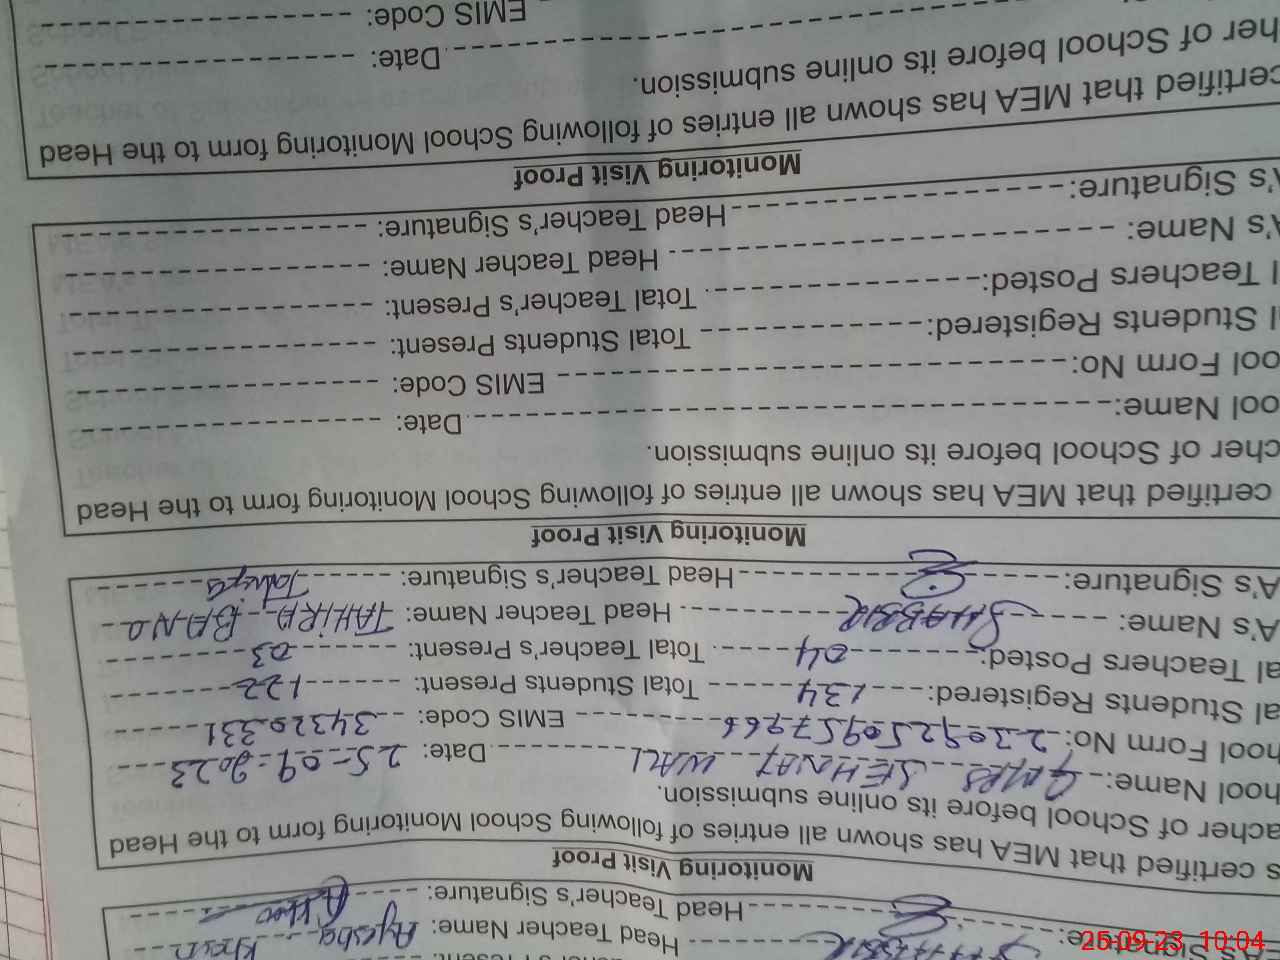 Head Teacher Name: Ayesha Khan
A's Signature: Head Teacher's Signature:
Monitoring Visit Proof
s certified that MEA has shown all entries of following School Monitoring form to the Head
acher of School before its online submission.
hool Name: GMPS SEHNAT WALI Date: 25-09-2023
hool Form No: 2309250957966 EMIS Code: 34320331
al Students Registered: 134 Total Students Present: 122
al Teachers Posted: 04 Total Teacher's Present: 03
A's Name: SHABBIR Head Teacher Name: TAHIRA BANO
A's Signature: Head Teacher's Signature: Tahira
Monitoring Visit Proof
certified that MEA has shown all entries of following School Monitoring form to the Head
cher of School before its online submission.
ool Name: Date:
ool Form No: EMIS Code:
l Students Registered: Total Students Present:
l Teachers Posted: Total Teacher's Present:
A's Name: Head Teacher Name:
A's Signature: Head Teacher's Signature:
Monitoring Visit Proof
certified that MEA has shown all entries of following School Monitoring form to the Head
her of School before its online submission.
Date:
EMIS Code:
25-09-23 10:04